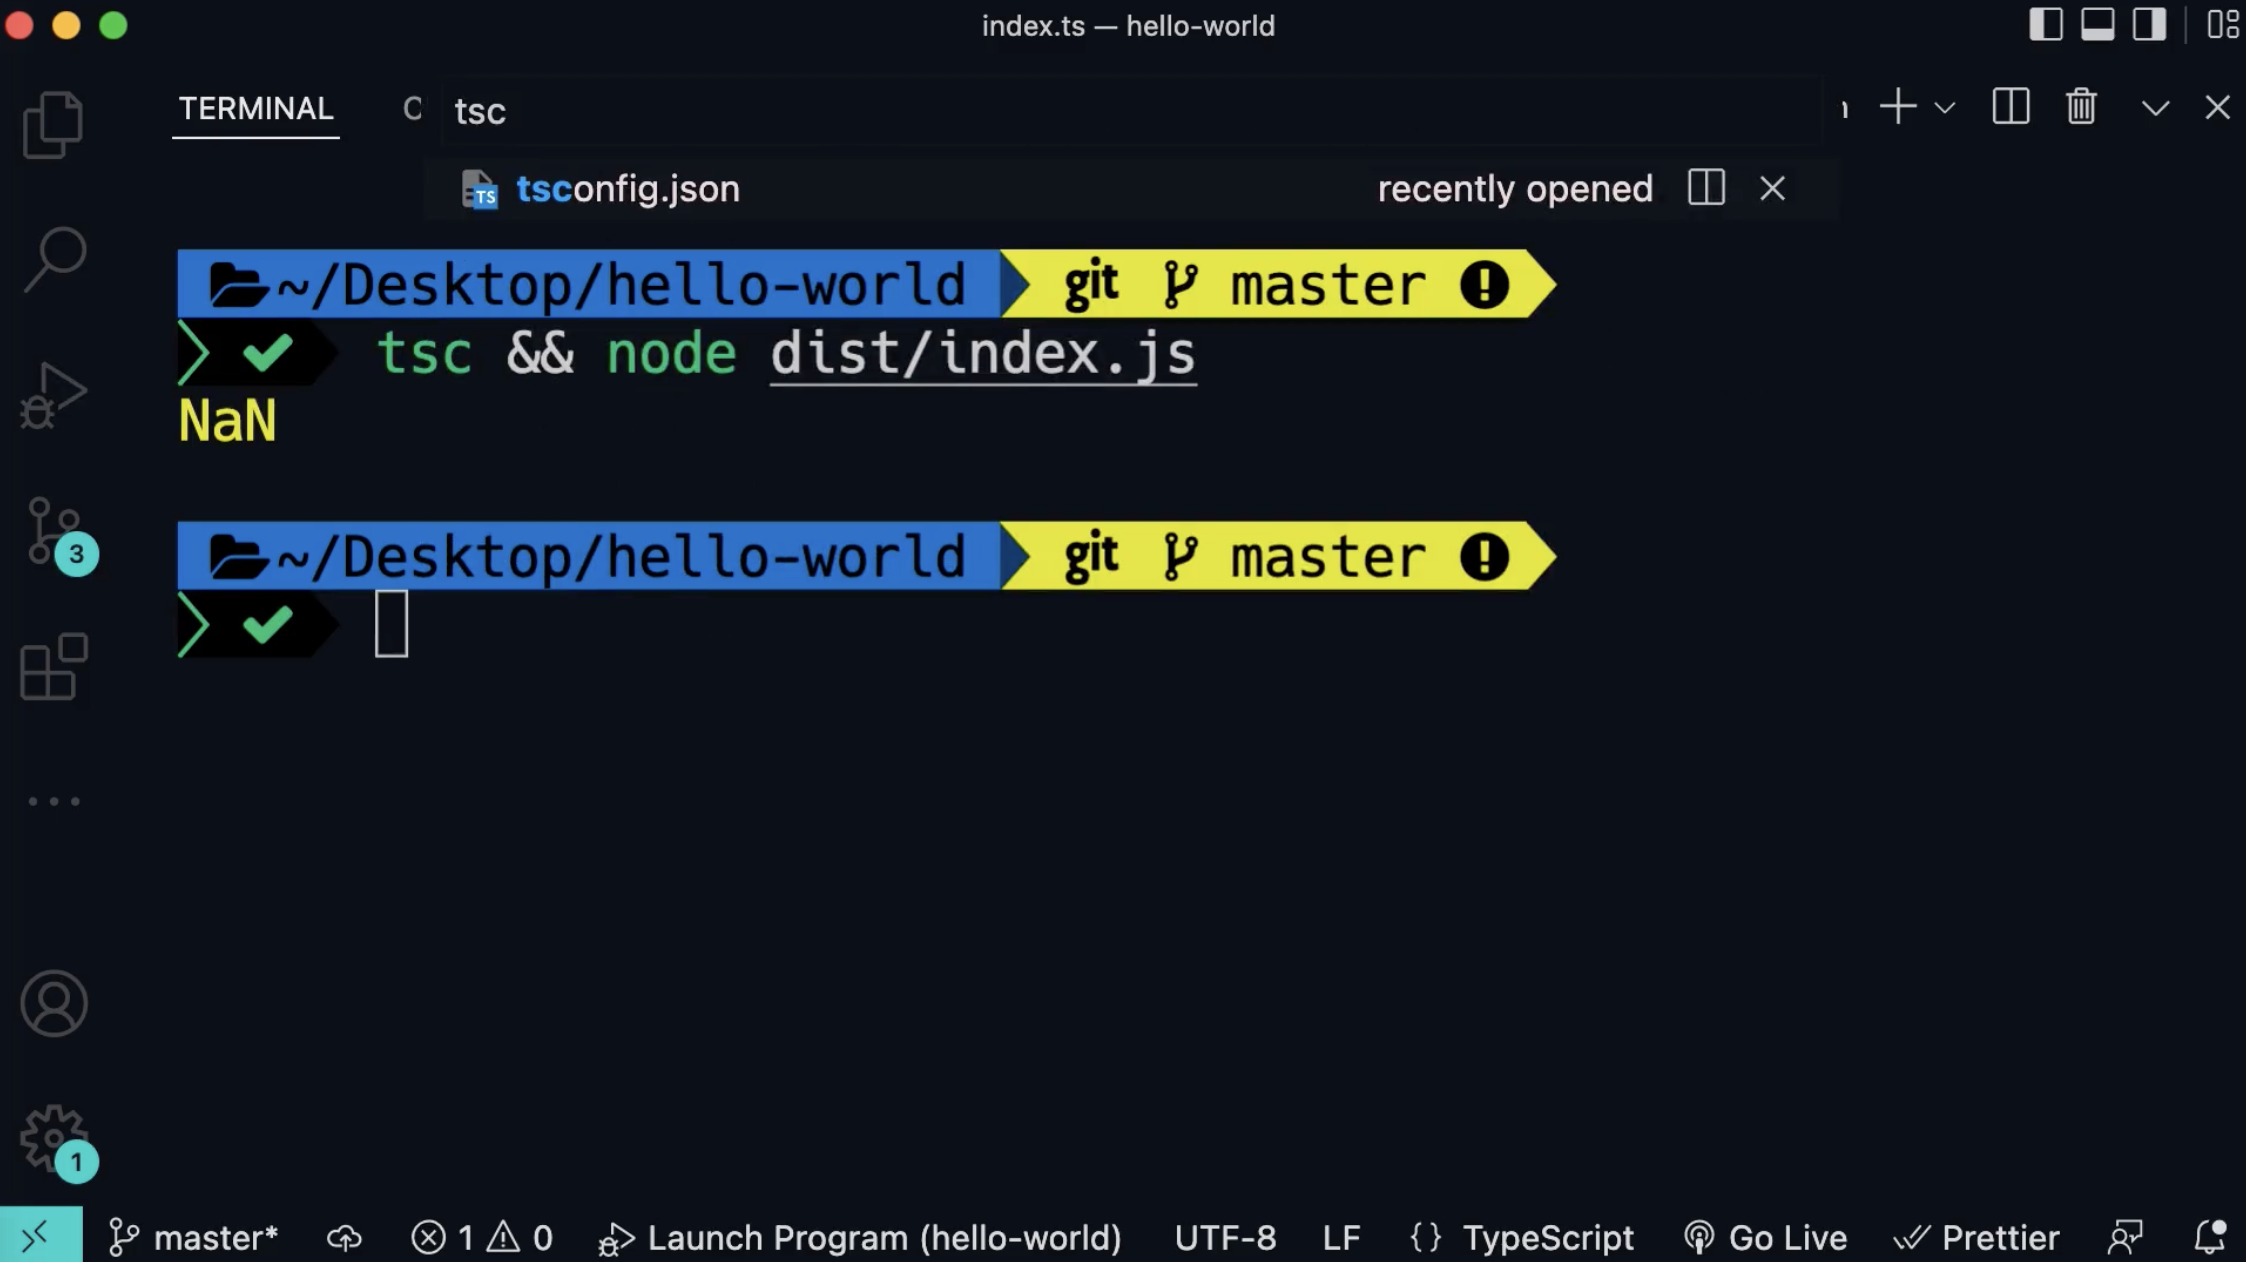 index.ts — hello-world
TERMINAL
tsc
tsconfig.json recently opened
TS
~/Desktop/hello-world git master
tsc && node dist/index.js
NaN
3
~/Desktop/hello-world git master
1
master* 1 0 Launch Program (hello-world) UTF-8 LF {} TypeScript Go Live Prettier